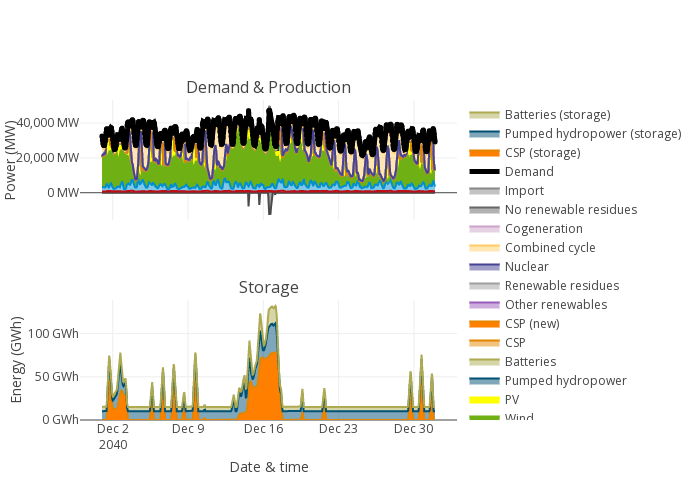 Demand & Production
Power (MW)
40,000 MW
20,000 MW
0 MW
Storage
Energy (GWh)
100 GWh
50 GWh
0 GWh
Dec 2
2040
Dec 9
Dec 16
Dec 23
Dec 30
Date & time
Batteries (storage)
Pumped hydropower (storage)
CSP (storage)
Demand
Import
No renewable residues
Cogeneration
Combined cycle
Nuclear
Renewable residues
Other renewables
CSP (new)
CSP
Batteries
Pumped hydropower
PV
Wind